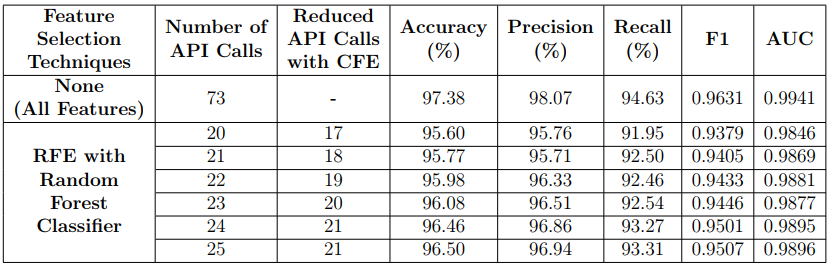 Feature Selection Techniques | Number of API Calls | Reduced API Calls with CFE | Accuracy (%) | Precision (%) | Recall (%) | F1 | AUC
None (All Features) | 73 | - | 97.38 | 98.07 | 94.63 | 0.9631 | 0.9941
RFE with Random Forest Classifier | 20 | 17 | 95.60 | 95.76 | 91.95 | 0.9379 | 0.9846
21 | 18 | 95.77 | 95.71 | 92.50 | 0.9405 | 0.9869
22 | 19 | 95.98 | 96.33 | 92.46 | 0.9433 | 0.9881
23 | 20 | 96.08 | 96.51 | 92.54 | 0.9446 | 0.9877
24 | 21 | 96.46 | 96.86 | 93.27 | 0.9501 | 0.9895
25 | 21 | 96.50 | 96.94 | 93.31 | 0.9507 | 0.9896